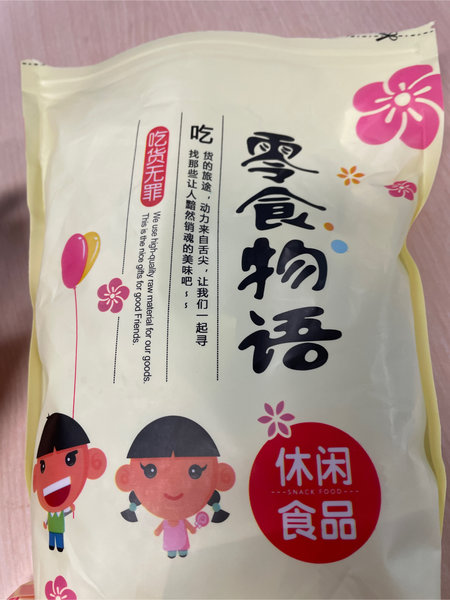 零食物语
吃货的旅途，动力来自舌尖，让我们一起寻
找那些让人黯然销魂的美味吧~~
吃货无罪
We use high-quality raw material for our goods.
This is the nice gifts for good Friends.
休闲
SNACK FOOD
食品